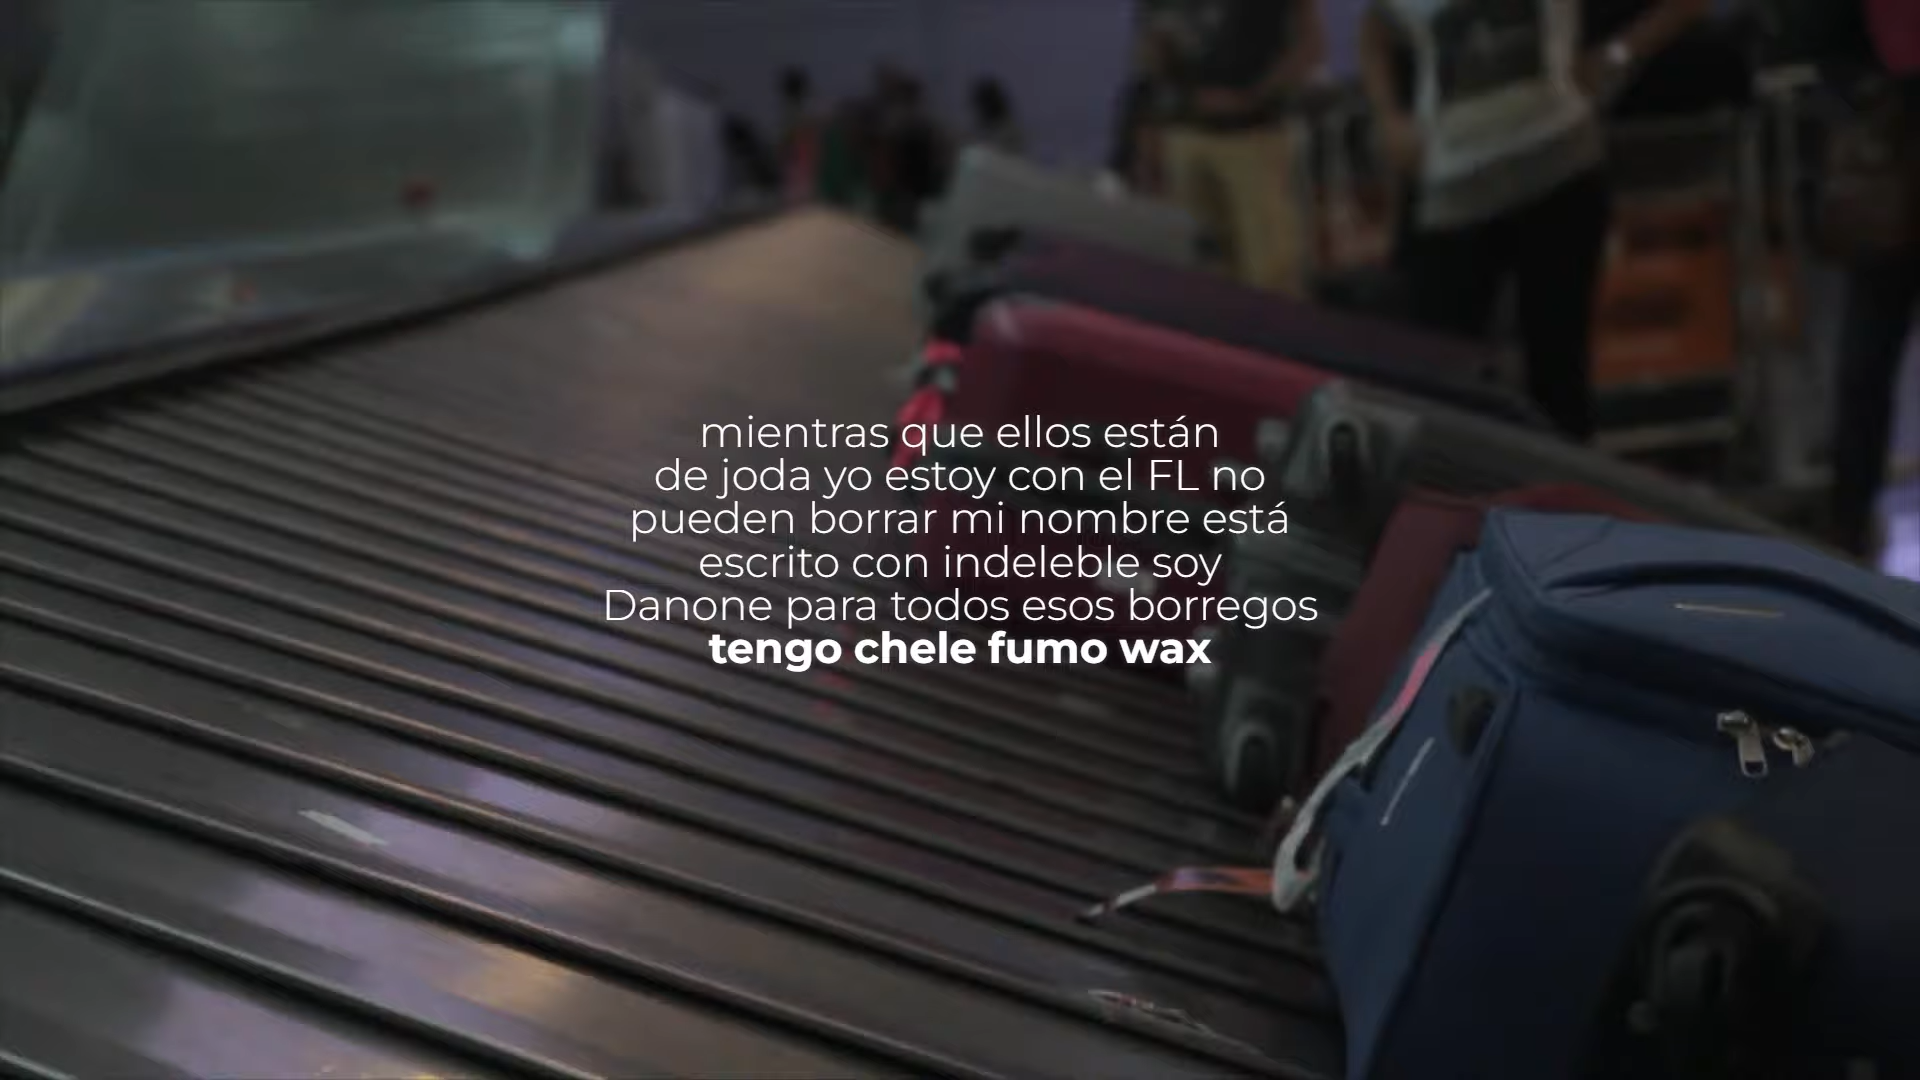 mientras que ellos están
de joda yo estoy con el FL no
pueden borrar mi nombre está
escrito con indeleble soy
Danone para todos esos borregos
tengo chele fumo wax